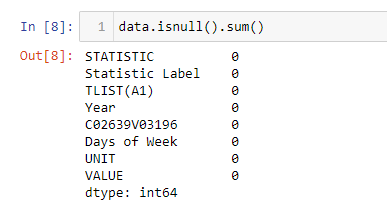 In [8]: 1 data.isnull().sum()
Out[8]: STATISTIC 0
Statistic Label 0
TLIST(A1) 0
Year 0
C02639V03196 0
Days of Week 0
UNIT 0
VALUE 0
dtype: int64